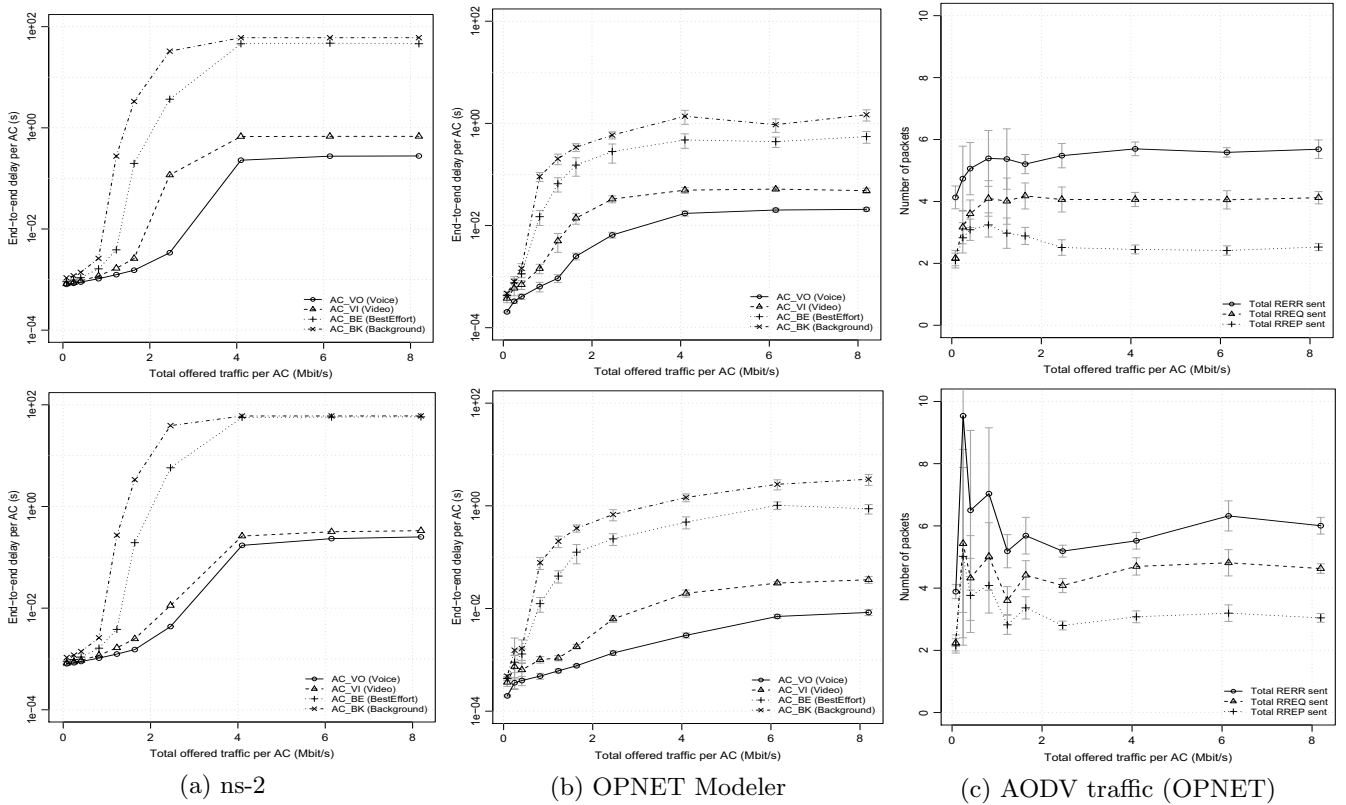 1e+02
1e+00
1e-02
1e-04
End-to-end delay per AC (s)
AC_VO (Voice)
AC_VI (Video)
AC_BE (BestEffort)
AC_BK (Background)
0 2 4 6 8
Total offered traffic per AC (Mbit/s)
1e+02
1e+00
1e-02
1e-04
End-to-end delay per AC (s)
AC_VO (Voice)
AC_VI (Video)
AC_BE (BestEffort)
AC_BK (Background)
0 2 4 6 8
Total offered traffic per AC (Mbit/s)
10
8
6
4
2
0
Number of packets
Total RERR sent
Total RREQ sent
Total RREP sent
0 2 4 6 8
Total offered traffic per AC (Mbit/s)
1e+02
1e+00
1e-02
1e-04
End-to-end delay per AC (s)
AC_VO (Voice)
AC_VI (Video)
AC_BE (BestEffort)
AC_BK (Background)
0 2 4 6 8
Total offered traffic per AC (Mbit/s)
1e+02
1e+00
1e-02
1e-04
End-to-end delay per AC (s)
AC_VO (Voice)
AC_VI (Video)
AC_BE (BestEffort)
AC_BK (Background)
0 2 4 6 8
Total offered traffic per AC (Mbit/s)
10
8
6
4
2
0
Number of packets
Total RERR sent
Total RREQ sent
Total RREP sent
0 2 4 6 8
Total offered traffic per AC (Mbit/s)
(a) ns-2
(b) OPNET Modeler
(c) AODV traffic (OPNET)